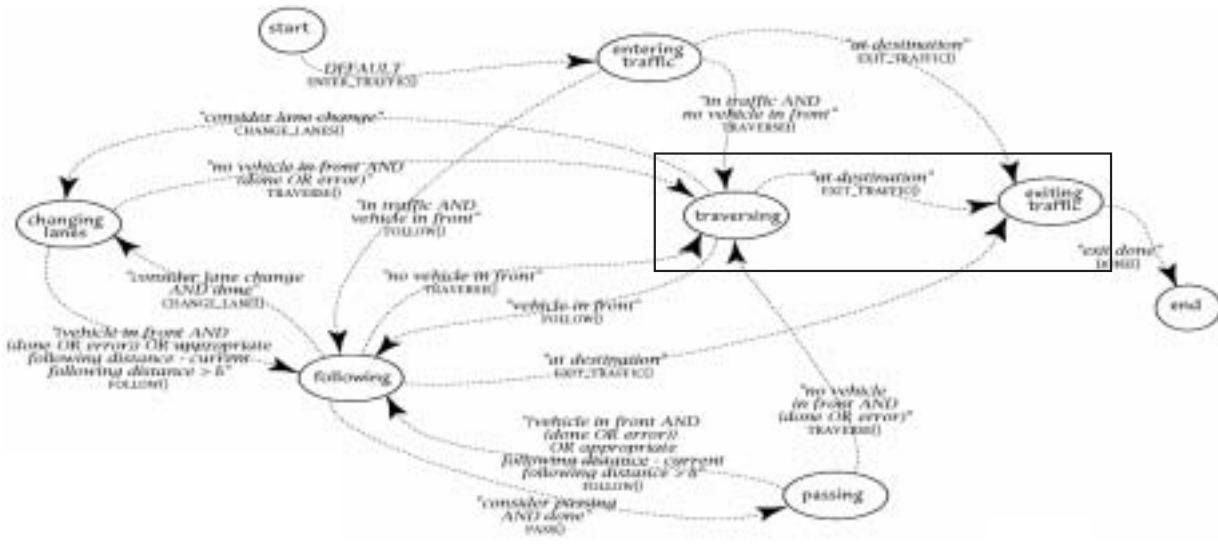 start
DEFAULT
ENTER_TRAFFIC()
entering
traffic
"at destination"
EXIT_TRAFFIC()
"in traffic AND
no vehicle in front"
TRAVERSE()
"consider lane change"
CHANGE_LANES()
"no vehicle in front AND
(done OR error)"
TRAVERSE()
"at destination"
EXIT_TRAFFIC()
exiting
traffic
changing
lanes
traversing
"in traffic AND
vehicle in front"
FOLLOW()
"exit done"
DONE()
"consider lane change
AND done"
CHANGE_LANE()
"no vehicle in front"
TRAVERSE()
end
"vehicle in front"
FOLLOW()
"(vehicle in front AND
(done OR error)) OR appropriate
following distance - current
following distance > δ"
FOLLOW()
following
"at destination"
EXIT_TRAFFIC()
"no vehicle
in front AND
(done OR error)"
TRAVERSE()
"(vehicle in front AND
(done OR error))
OR appropriate
following distance - current
following distance > δ"
FOLLOW()
passing
"consider passing
AND done"
PASS()